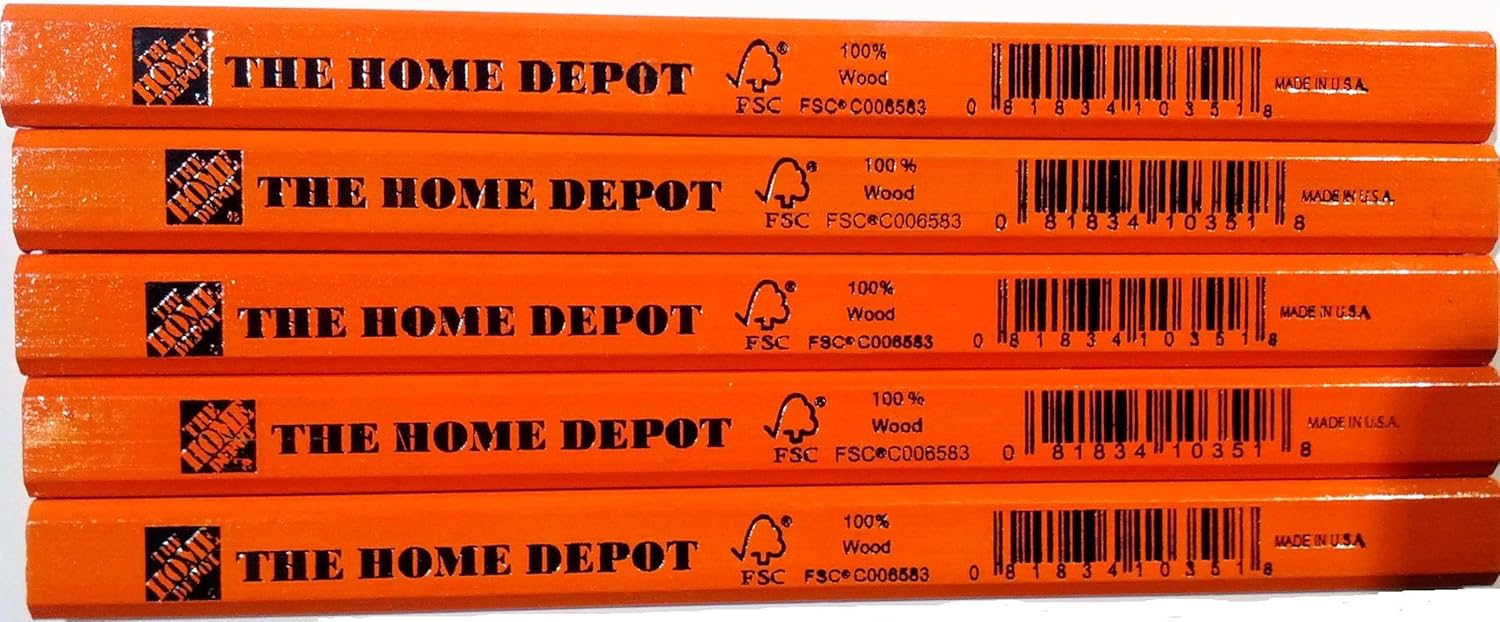 THE HOME DEPOT THE HOME DEPOT 100% MADE IN U.S.A.
Wood
FSC FSC®C006583 0 81834 10351 8
THE HOME DEPOT ® THE HOME DEPOT ® 100 % MADE IN U.S.A.
Wood
FSC FSC®C006583 0 81834 10351 8
THE HOME DEPOT THE HOME DEPOT ® 100% MADE IN U.S.A.
Wood
FSC FSC®C006583 0 81834 10351 8
THE HOME DEPOT THE HOME DEPOT ® 100 % MADE IN U.S.A.
Wood
FSC FSC®C006583 0 81834 10351 8
THE HOME DEPOT THE HOME DEPOT ® 100% MADE IN U.S.A.
Wood
FSC FSC®C006583 0 81834 10351 8